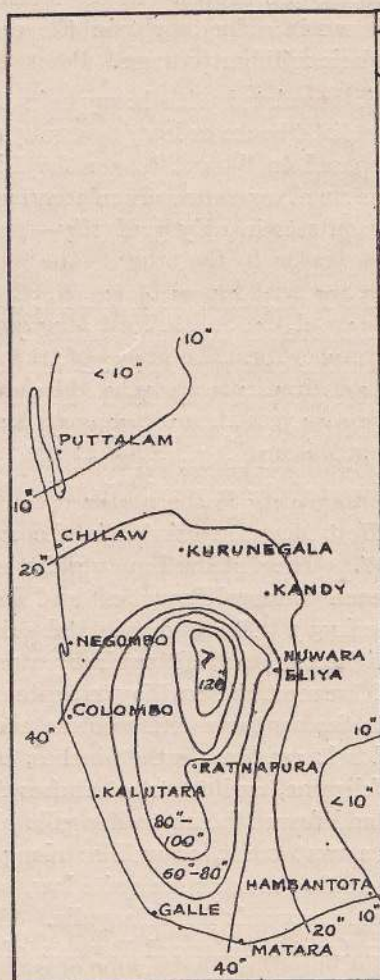 10"
< 10"
PUTTALAM
10"
CHILAW
20"
KURUNEGALA
KANDY
NEGOMBO
NUWARA
ELIYA
120"
COLOMBO
40"
10"
RATNAPURA
KALUTARA
<10"
80"-
100"
60"-80"
HAMBANTOTA
10"
GALLE
20"
MATARA
40"